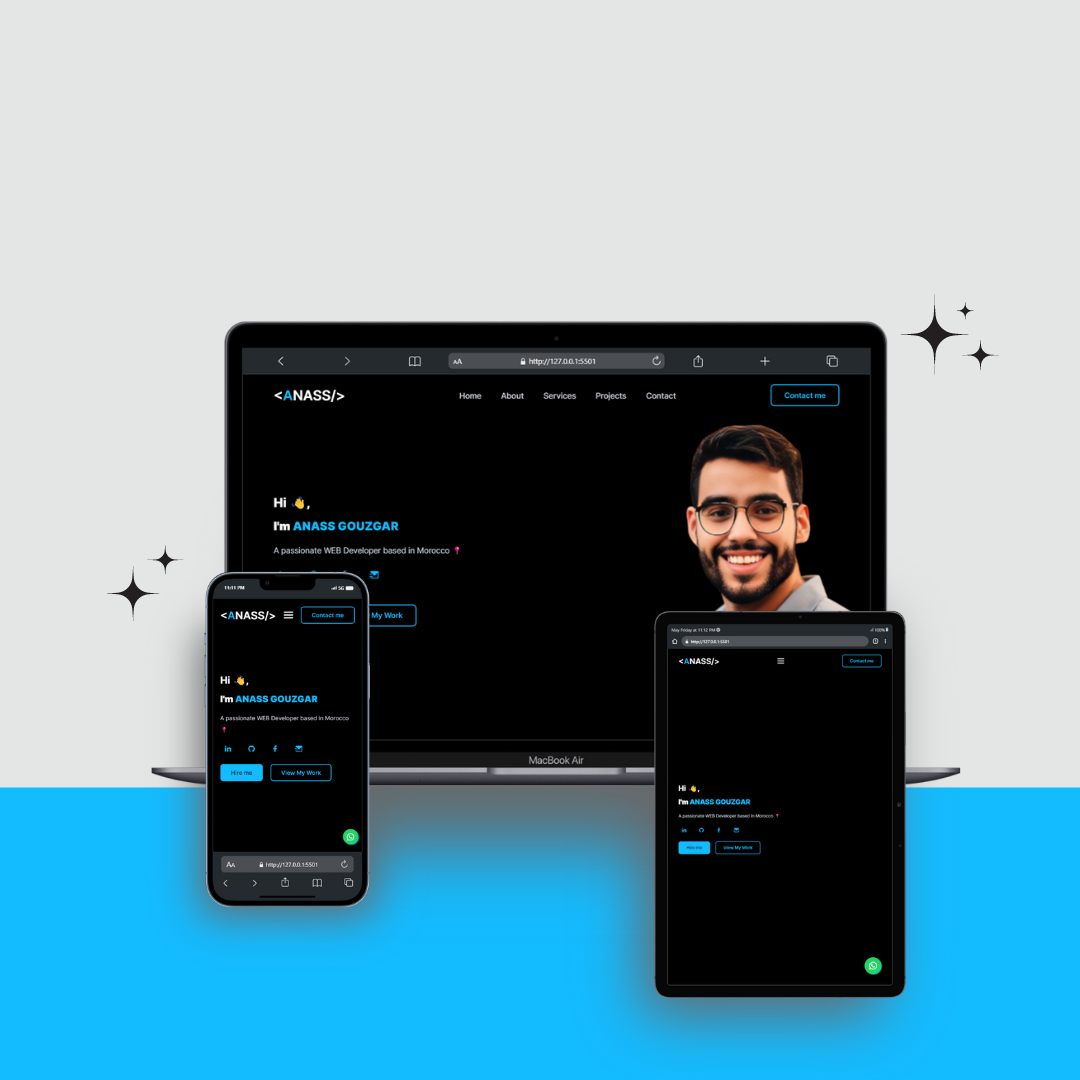 AA http://127.0.0.1:5501
<ANASS/> Home About Services Projects Contact Contact me
Hi 👋,
I'm ANASS GOUZGAR
A passionate WEB Developer based in Morocco 📍
My Work
MacBook Air
11:11 PM 5G
<ANASS/> Contact me
Hi 👋,
I'm ANASS GOUZGAR
A passionate WEB Developer based in Morocco
📍
in f
Hire me View My Work
AA http://127.0.0.1:5501
May Friday at 11:12 PM 100%
http://127.0.0.1:5501
<ANASS/> Contact me
Hi 👋,
I'm ANASS GOUZGAR
A passionate WEB Developer based in Morocco 📍
in f
Hire me View My Work